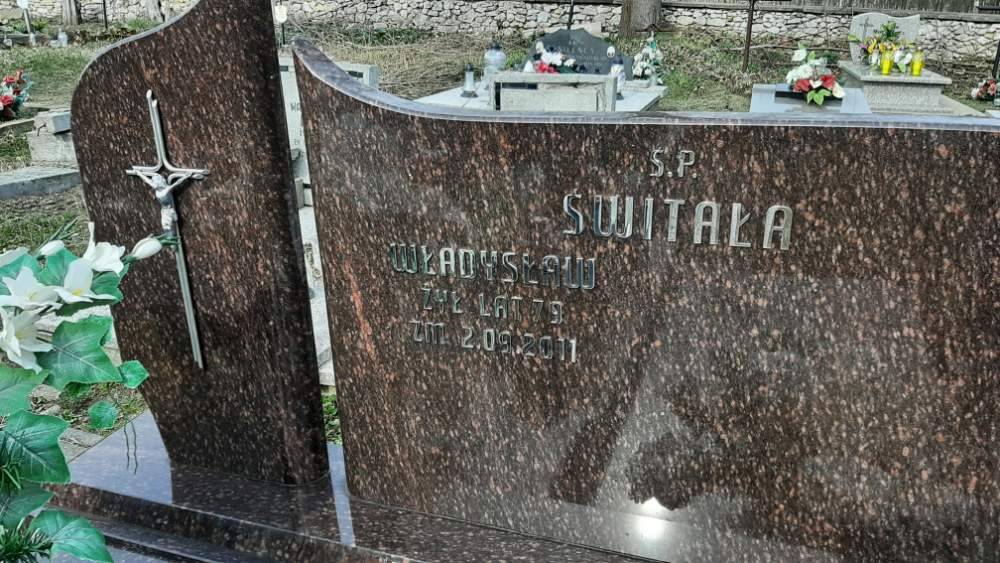 Ś.P.
ŚWITAŁA
WŁADYSŁAW
ŻYŁ LAT 79
ZM. 2.09.2011